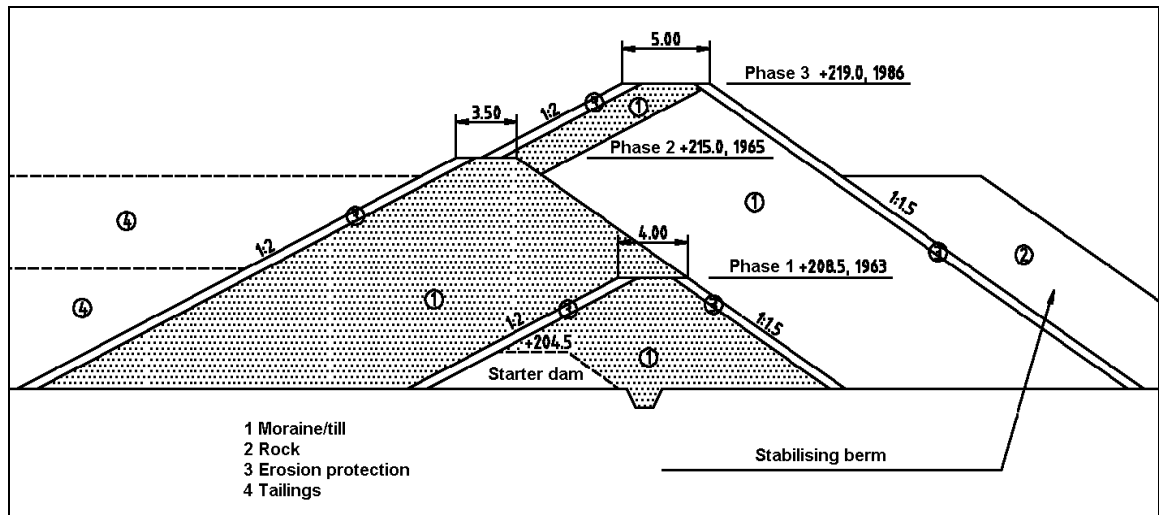 5.00
Phase 3 +219.0, 1986
3
1:2
1
3.50
Phase 2 +215.0, 1965
4
3
1
1:1.5
1:2
4.00
3
2
Phase 1 +208.5, 1963
4
1
1:2
3
3
1:1.5
+204.5
1
Starter dam
1 Moraine/till
2 Rock
3 Erosion protection
4 Tailings
Stabilising berm